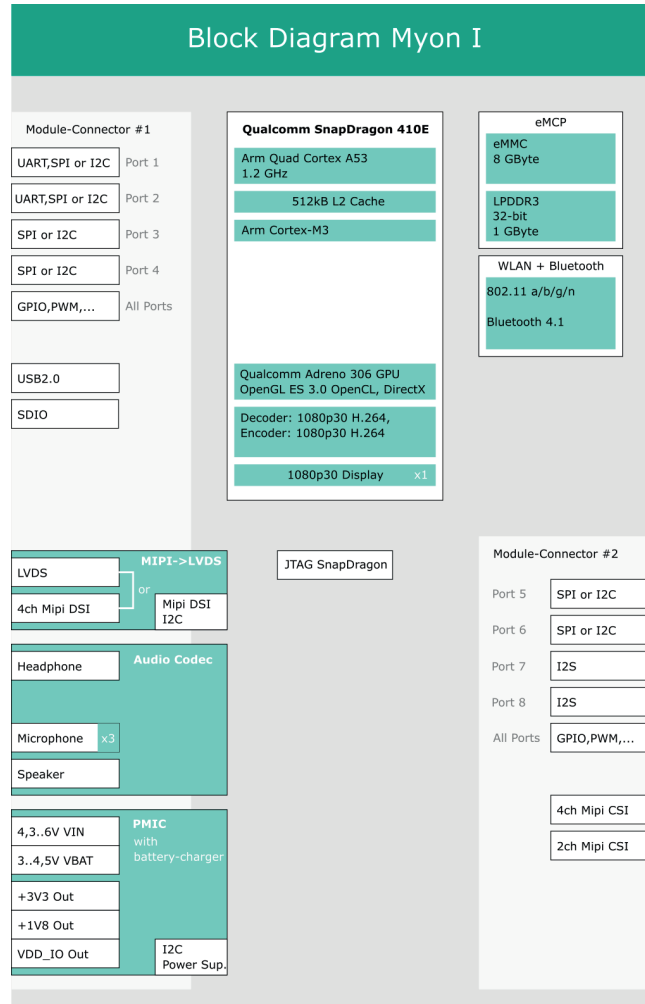 Block Diagram Myon I
Module-Connector #1
UART,SPI or I2C Port 1
UART,SPI or I2C Port 2
SPI or I2C Port 3
SPI or I2C Port 4
GPIO,PWM,... All Ports
USB2.0
SDIO
Qualcomm SnapDragon 410E
Arm Quad Cortex A53
1.2 GHz
512kB L2 Cache
Arm Cortex-M3
Qualcomm Adreno 306 GPU
OpenGL ES 3.0 OpenCL, DirectX
Decoder: 1080p30 H.264,
Encoder: 1080p30 H.264
1080p30 Display x1
eMCP
eMMC
8 GByte
LPDDR3
32-bit
1 GByte
WLAN + Bluetooth
802.11 a/b/g/n
Bluetooth 4.1
MIPI->LVDS
LVDS
or
4ch Mipi DSI
Mipi DSI
I2C
JTAG SnapDragon
Audio Codec
Headphone
Microphone x3
Speaker
PMIC
with
battery-charger
4,3..6V VIN
3..4,5V VBAT
+3V3 Out
+1V8 Out
VDD_IO Out
I2C
Power Sup.
Module-Connector #2
Port 5 SPI or I2C
Port 6 SPI or I2C
Port 7 I2S
Port 8 I2S
All Ports GPIO,PWM,...
4ch Mipi CSI
2ch Mipi CSI